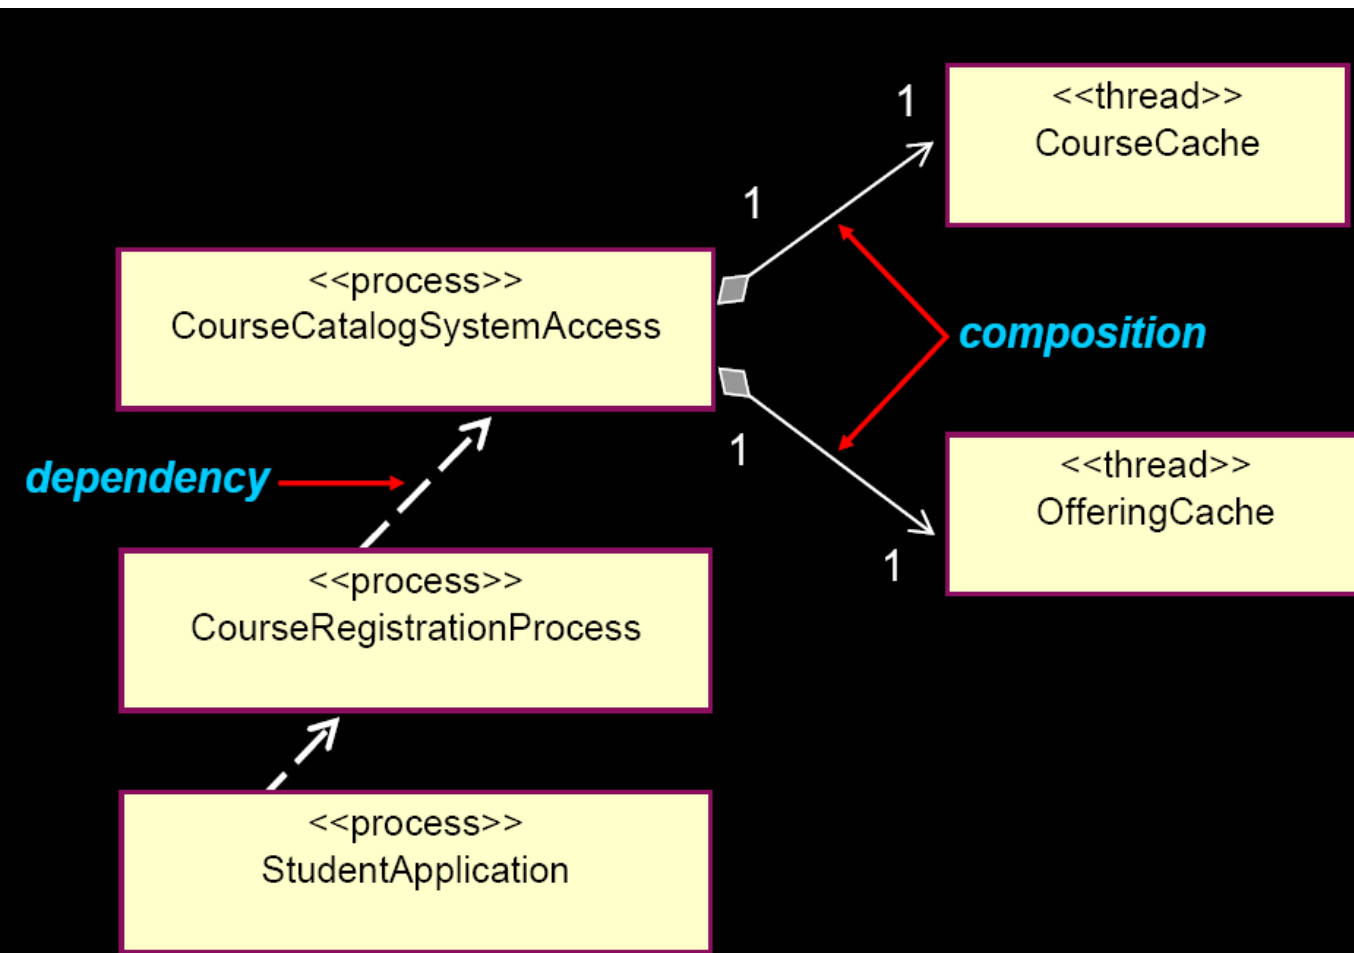 1
<<thread>>
CourseCache
1
<<process>>
CourseCatalogSystemAccess
composition
1
<<thread>>
OfferingCache
dependency
1
<<process>>
CourseRegistrationProcess
<<process>>
StudentApplication